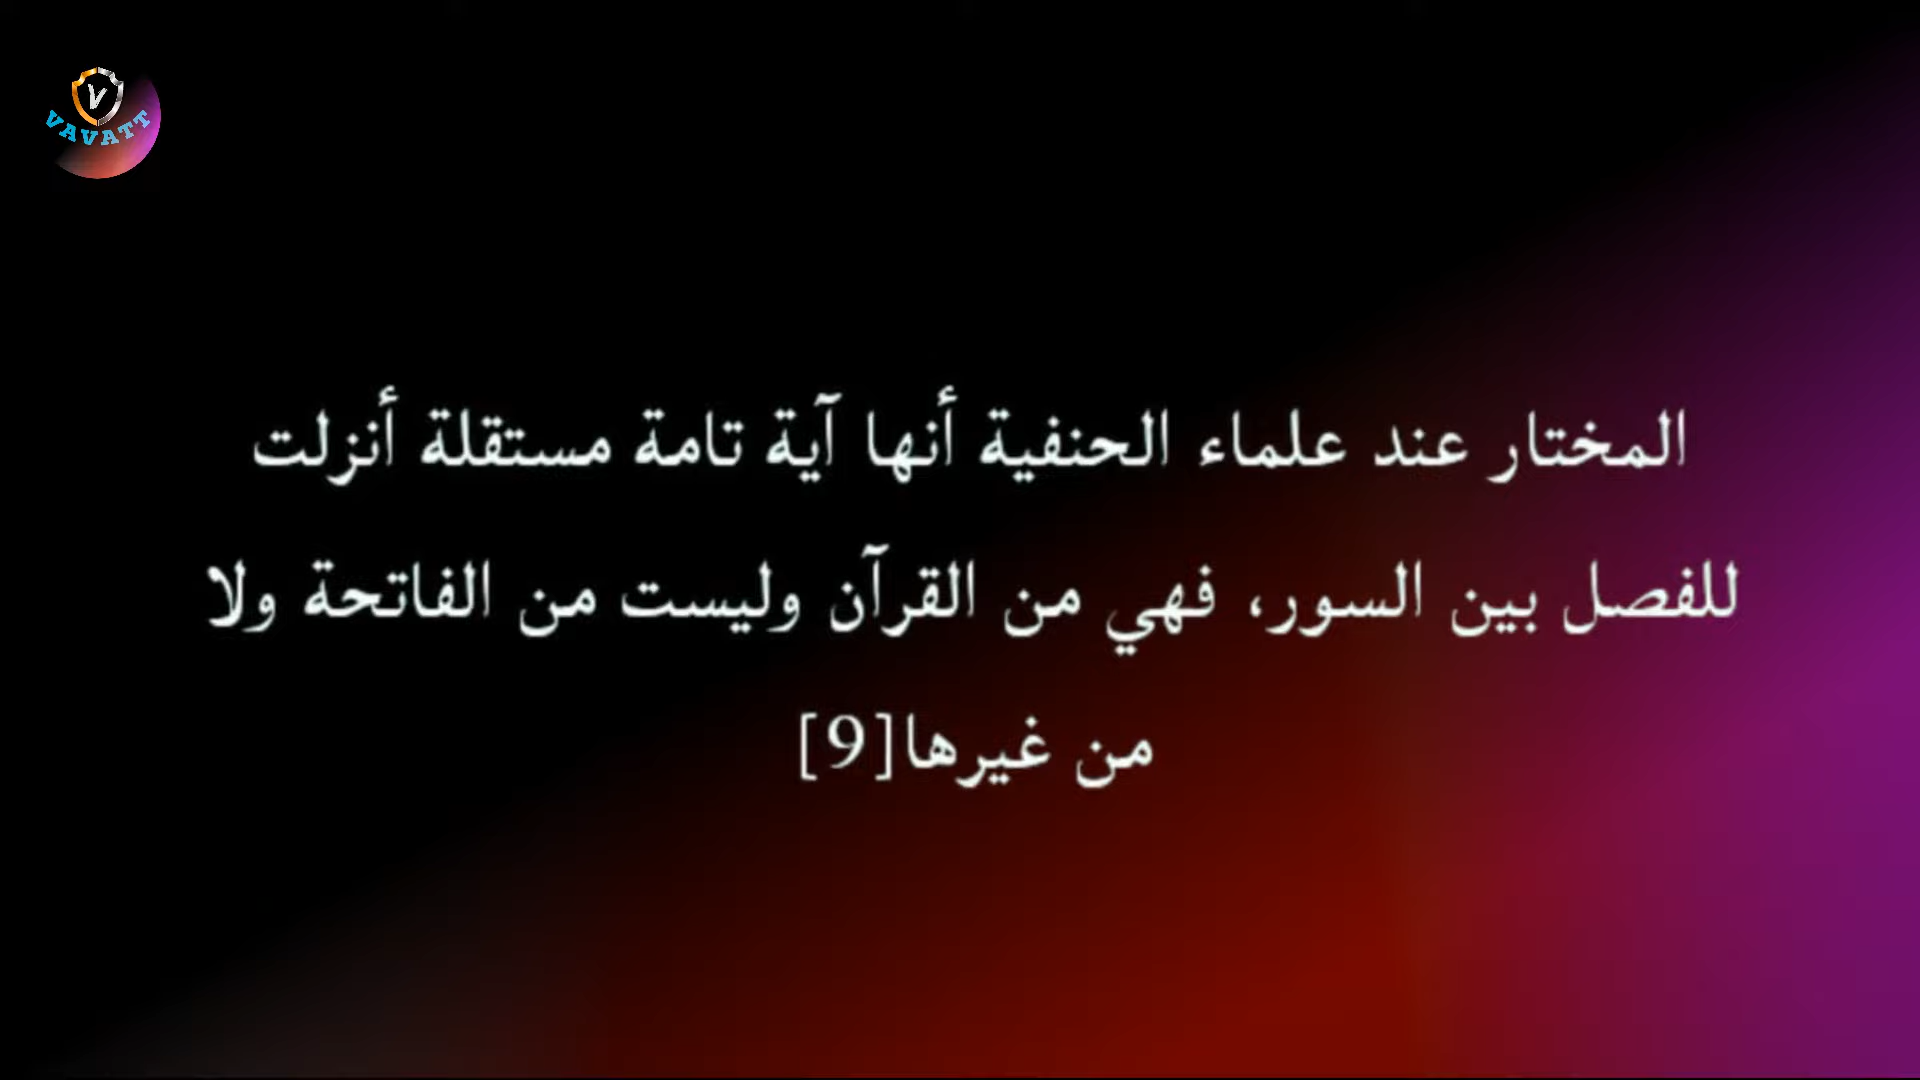 V
VAVATT
المختار عند علماء الحنفية أنها آية تامة مستقلة أنزلت
للفصل بين السور، فهي من القرآن وليست من الفاتحة ولا
من غيرها[9]